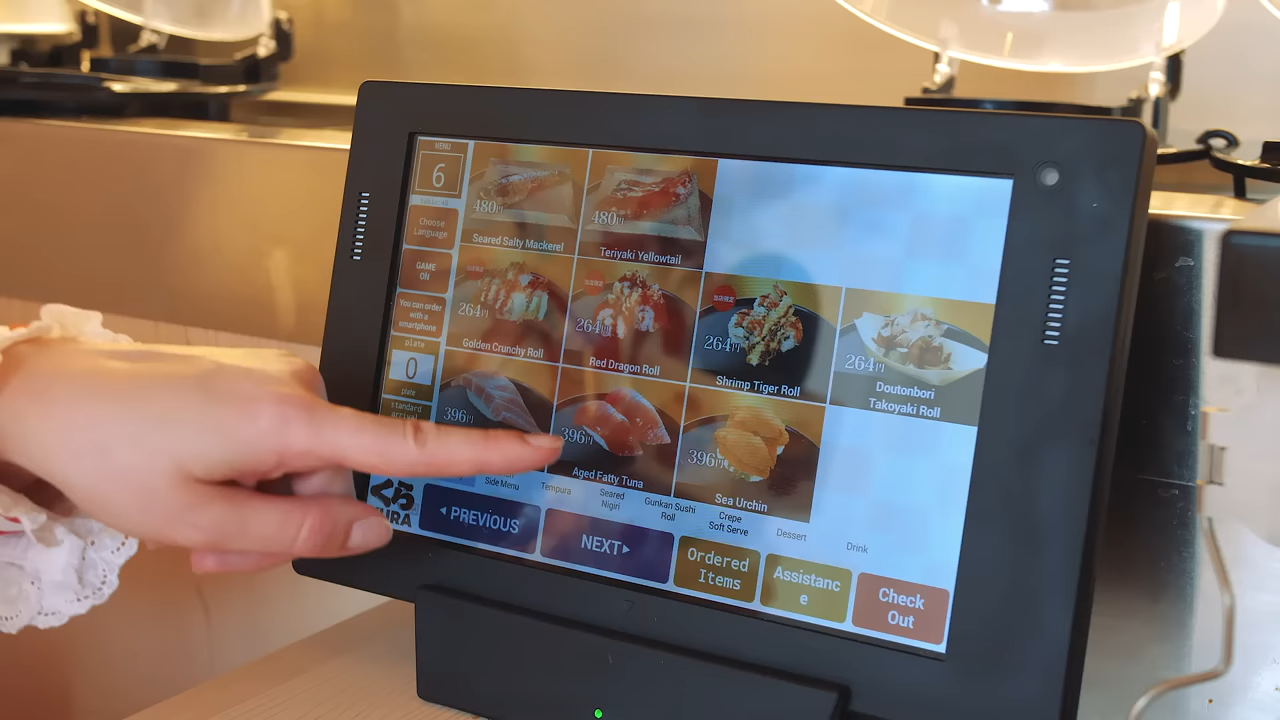 MENU
6
Choose
Language
GAME
ON
You can order
with a
smartphone
plate
0
plate
standard
arrival
480円
Seared Salty Mackerel
480円
Teriyaki Yellowtail
264円
Golden Crunchy Roll
264円
Red Dragon Roll
264円
Shrimp Tiger Roll
264円
Doutonbori
Takoyaki Roll
396円
396円
Aged Fatty Tuna
396円
Sea Urchin
Side Menu
Tempura
Seared
Nigiri
Gunkan Sushi
Roll
Crepe
Soft Serve
Dessert
Drink
くら
URA
◀ PREVIOUS
NEXT▶
Ordered
Items
Assistanc
e
Check
Out